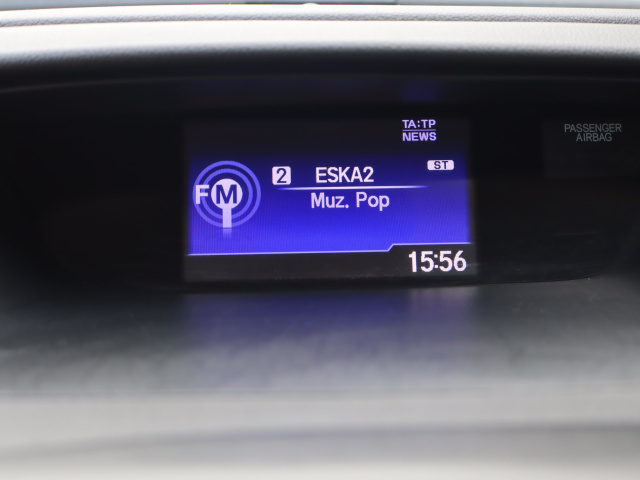 TA:TP
NEWS
ST
FM
2 ESKA2
Muz. Pop
15:56
PASSENGER
AIRBAG